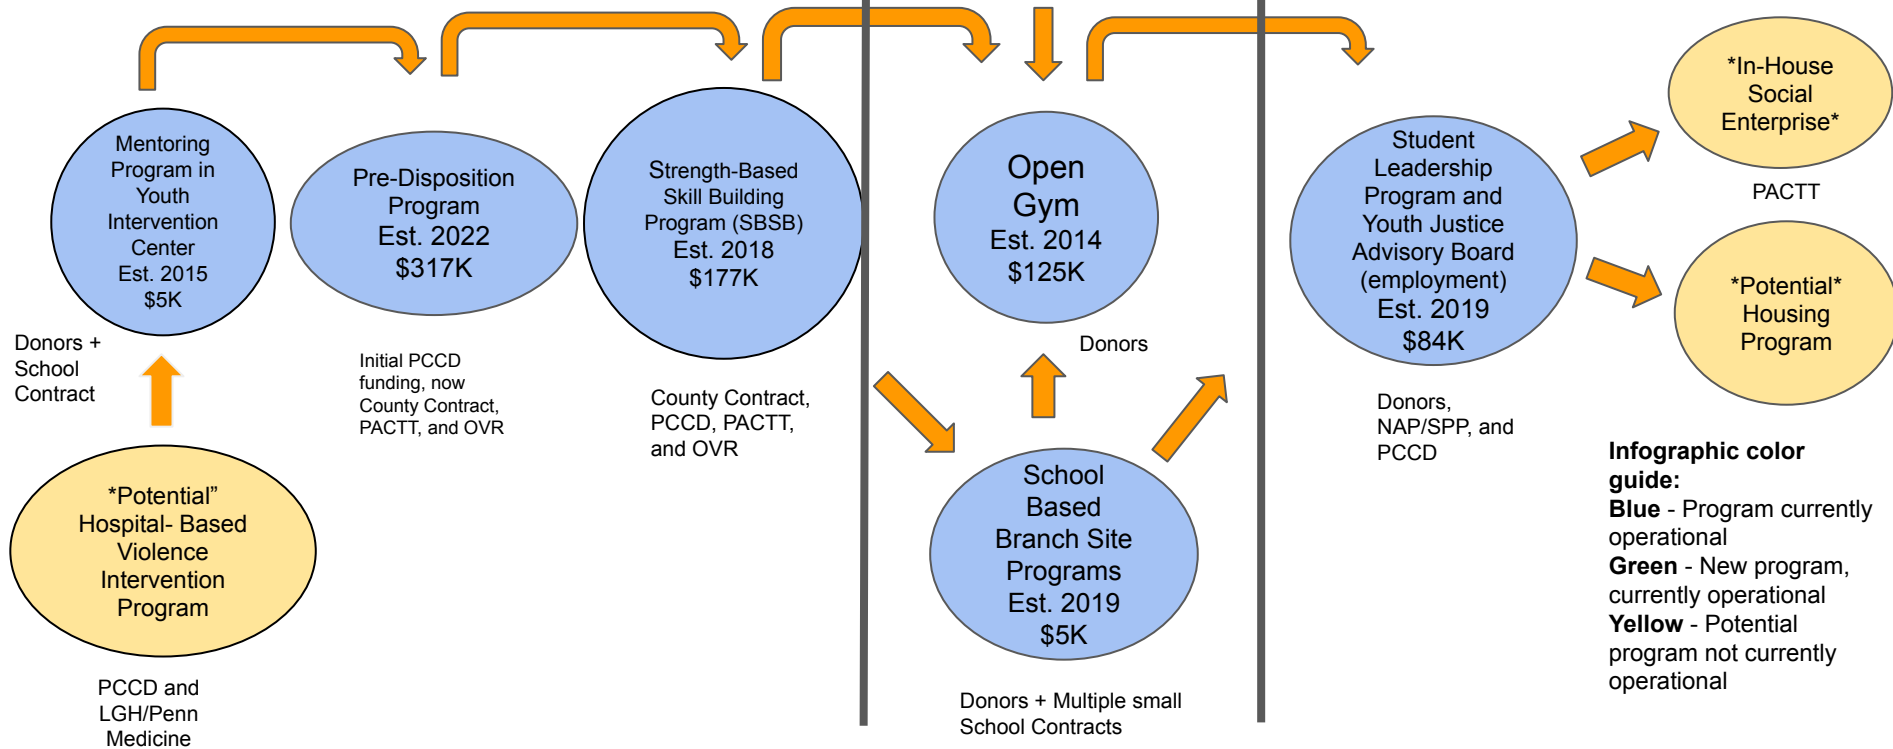 Mentoring
Program in
Youth
Intervention
Center
Est. 2015
$5K
Donors +
School
Contract
*Potential”
Hospital- Based
Violence
Intervention
Program
PCCD and
LGH/Penn
Medicine
Pre-Disposition
Program
Est. 2022
$317K
Initial PCCD
funding, now
County Contract,
PACTT, and OVR
Strength-Based
Skill Building
Program (SBSB)
Est. 2018
$177K
County Contract,
PCCD, PACTT,
and OVR
Open
Gym
Est. 2014
$125K
Donors
School
Based
Branch Site
Programs
Est. 2019
$5K
Donors + Multiple small
School Contracts
Student
Leadership
Program and
Youth Justice
Advisory Board
(employment)
Est. 2019
$84K
Donors,
NAP/SPP, and
PCCD
*In-House
Social
Enterprise*
PACTT
*Potential*
Housing
Program
Infographic color
guide:
Blue - Program currently
operational
Green - New program,
currently operational
Yellow - Potential
program not currently
operational